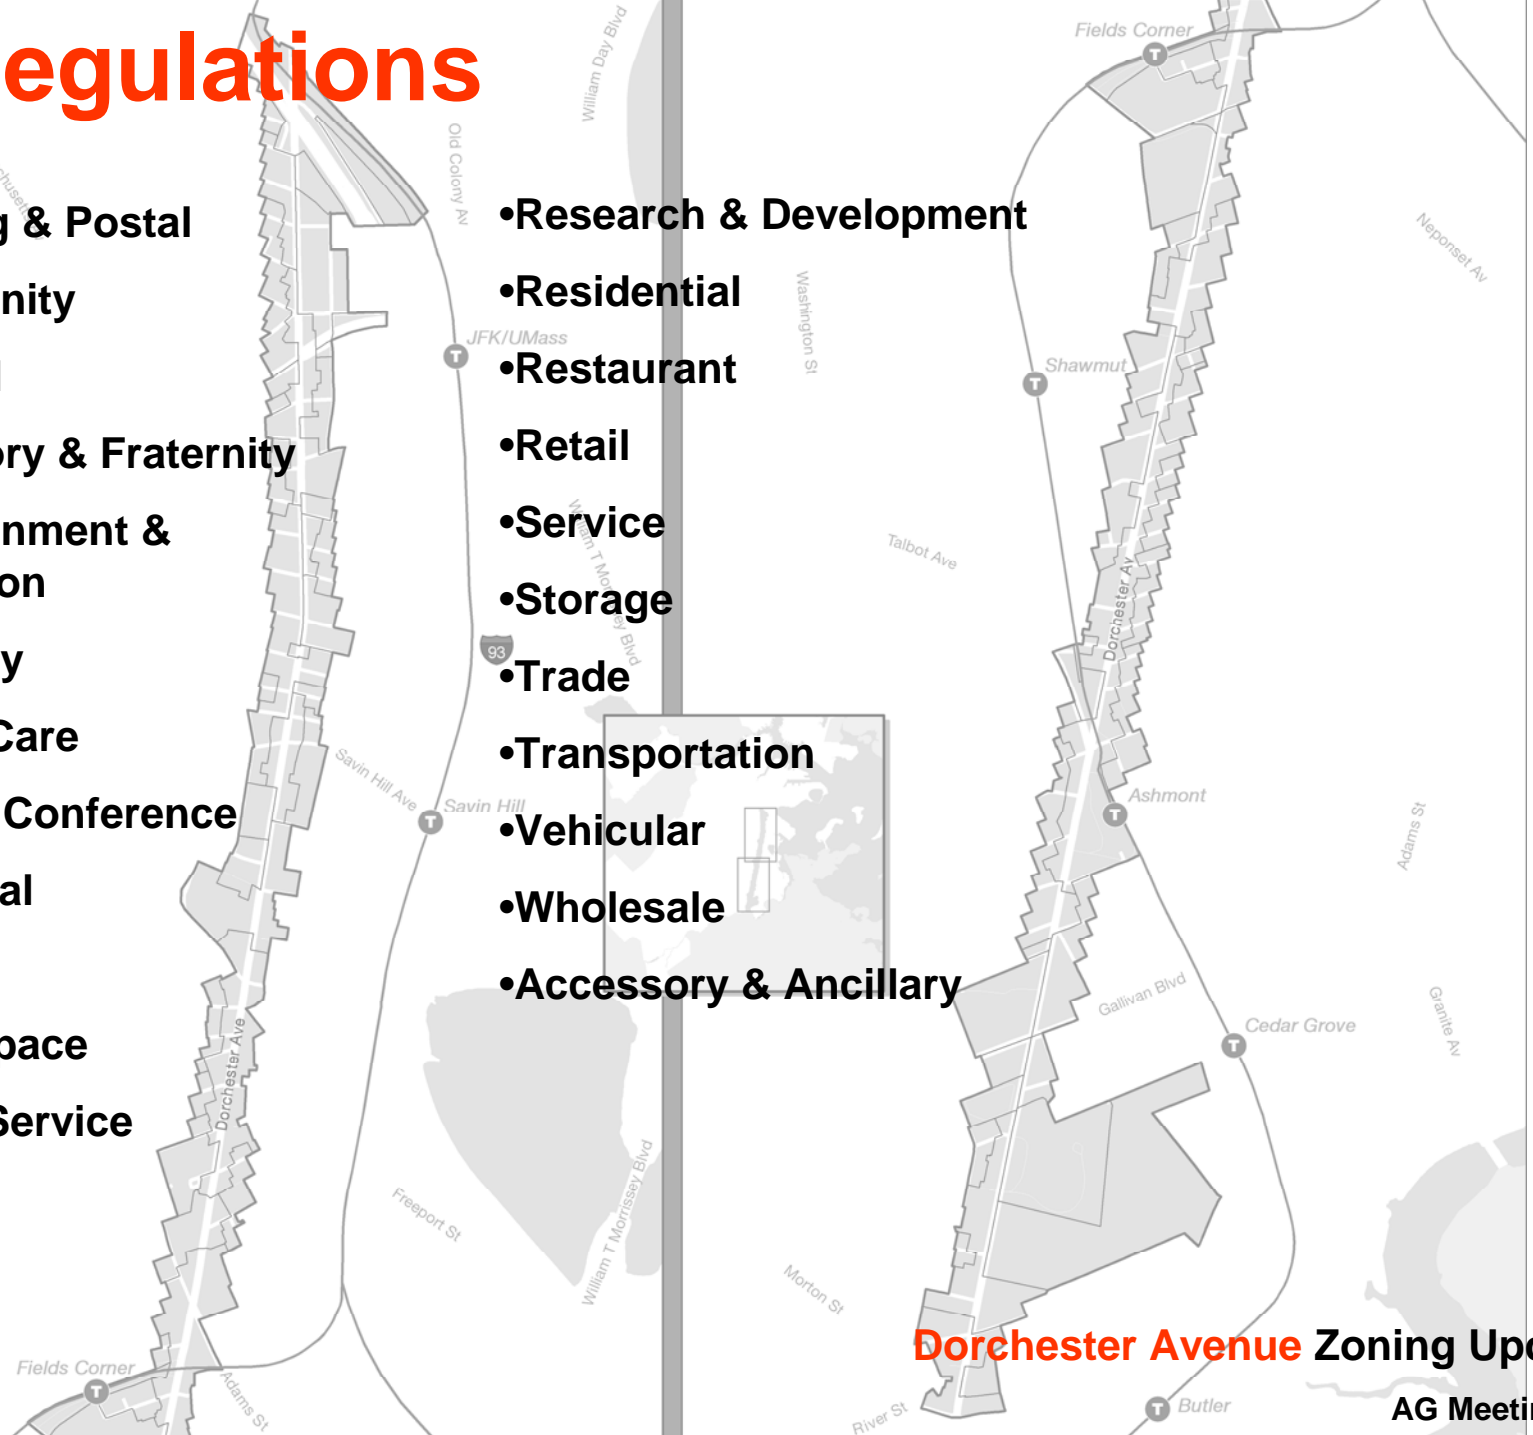 egulations
g & Postal
nity
ory & Fraternity
nment &
on
y
Care
Conference
al
pace
Service
•Research & Development
•Residential
•Restaurant
•Retail
•Service
•Storage
•Trade
•Transportation
•Vehicular
•Wholesale
•Accessory & Ancillary
William Day Blvd
Old Colony Av
JFK/UMass
93
William T Morrissey Blvd
Savin Hill Ave
Savin Hill
Dorchester Ave
Freeport St
William T Morrissey Blvd
Fields Corner
Adams St
Fields Corner
Neponset Av
Washington St
Shawmut
Talbot Ave
Dorchester Av
Ashmont
Adams St
Gallivan Blvd
Cedar Grove
Granite Av
Morton St
River St
Butler
T
T
T
T
T
T
T
T
Dorchester Avenue Zoning Upd
AG Meetin